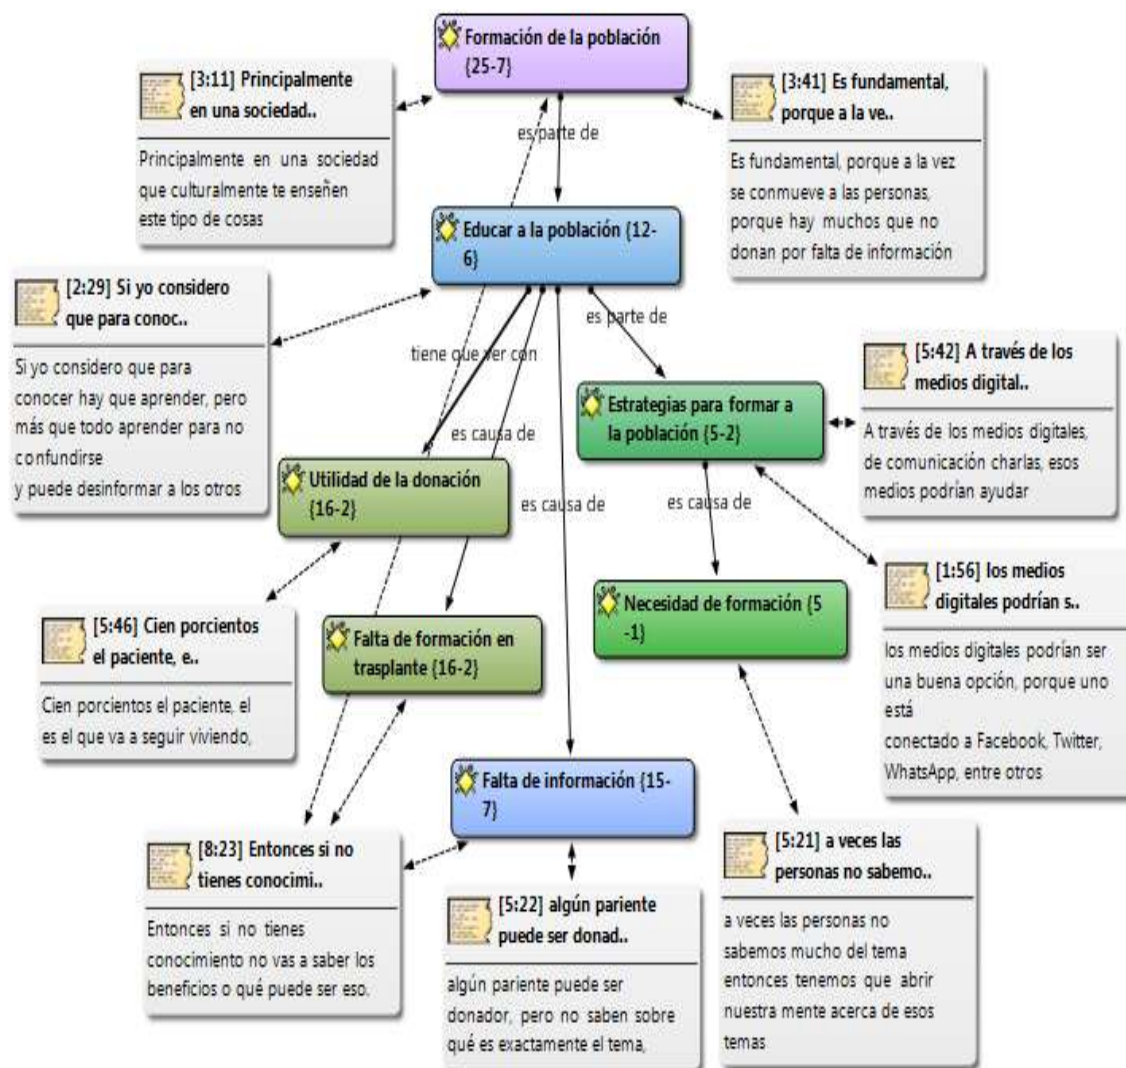 Formación de la población
{25-7}
[3:11] Principalmente
en una sociedad..
Principalmente en una sociedad
que culturalmente te enseñen
este tipo de cosas
[3:41] Es fundamental,
porque a la ve..
Es fundamental, porque a la vez
se conmueve a las personas,
porque hay muchos que no
donan por falta de información
es parte de
Educar a la población {12-
6}
[2:29] Si yo considero
que para conoc..
Si yo considero que para
conocer hay que aprender, pero
más que todo aprender para no
confundirse
y puede desinformar a los otros
es parte de
tiene que ver con
[5:42] A través de los
medios digital..
A través de los medios digitales,
de comunicación charlas, esos
medios podrían ayudar
Estrategias para formar a
la población {5-2}
es causa de
Utilidad de la donación
{16-2}
es causa de
es causa de
[1:56] los medios
digitales podrían s..
los medios digitales podrían ser
una buena opción, porque uno
está
conectado a Facebook, Twitter,
WhatsApp, entre otros
Necesidad de formación {5
-1}
[5:46] Cien porcientos
el paciente, e..
Cien porcientos el paciente, el
es el que va a seguir viviendo,
Falta de formación en
trasplante {16-2}
Falta de información {15-
7}
[8:23] Entonces si no
tienes conocimi..
Entonces si no tienes
conocimiento no vas a saber los
beneficios o qué puede ser eso.
[5:22] algún pariente
puede ser donad..
algún pariente puede ser
donador, pero no saben sobre
qué es exactamente el tema,
[5:21] a veces las
personas no sabemo..
a veces las personas no
sabemos mucho del tema
entonces tenemos que abrir
nuestra mente acerca de esos
temas